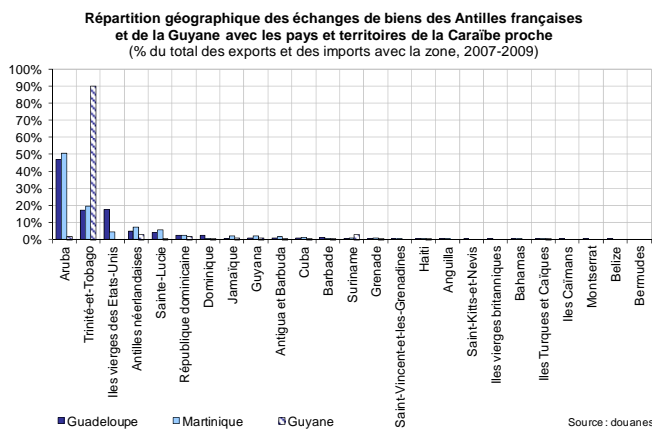 Répartition géographique des échanges de biens des Antilles françaises
et de la Guyane avec les pays et territoires de la Caraïbe proche
(% du total des exports et des imports avec la zone, 2007-2009)
100%
90%
80%
70%
60%
50%
40%
30%
20%
10%
0%
Aruba
Trinité-et-Tobago
Iles vierges des Etats-Unis
Antilles néerlandaises
Sainte-Lucie
République dominicaine
Dominique
Jamaïque
Guyana
Antigua et Barbuda
Cuba
Barbade
Suriname
Grenade
Saint-Vincent-et-les-Grenadines
Haïti
Anguilla
Saint-Kitts-et-Nevis
Iles vierges britanniques
Bahamas
Iles Turques et Caïques
Iles Caïmans
Montserrat
Belize
Bermudes
Guadeloupe
Martinique
Guyane
Source : douanes